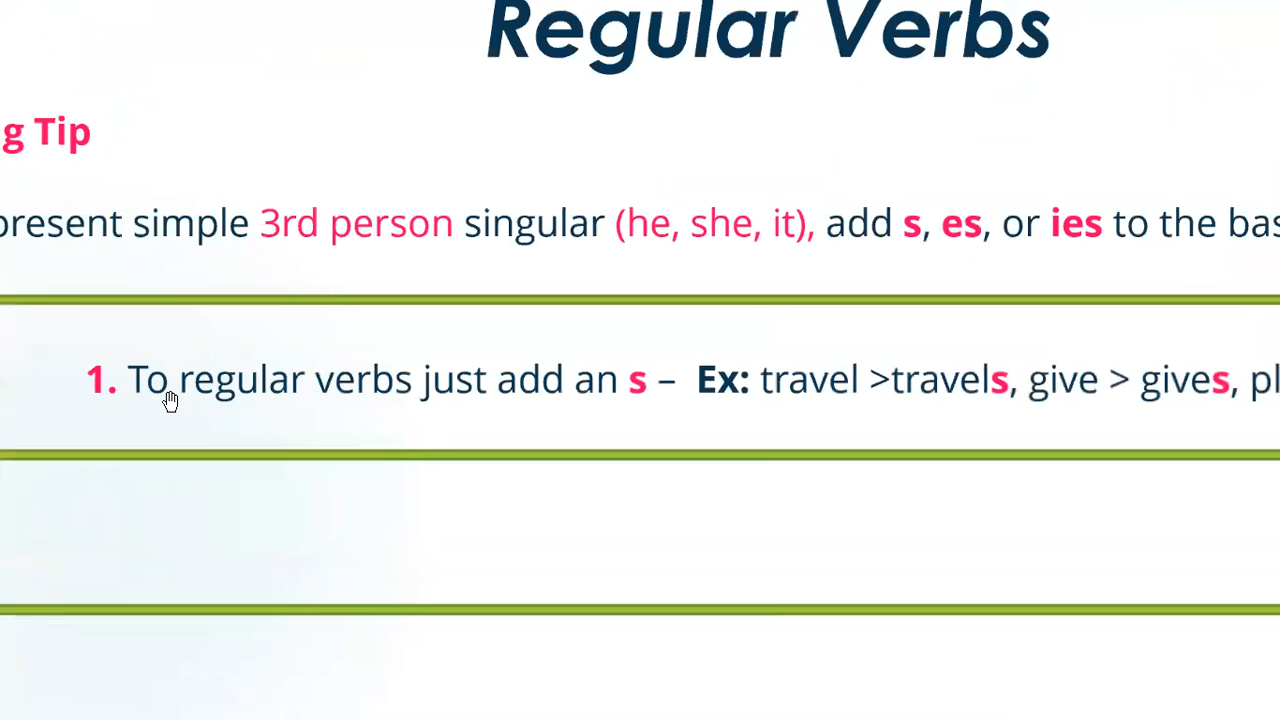 Regular Verbs
g Tip
present simple 3rd person singular (he, she, it), add s, es, or ies to the bas
1. To regular verbs just add an s – Ex: travel >travels, give > gives, pl